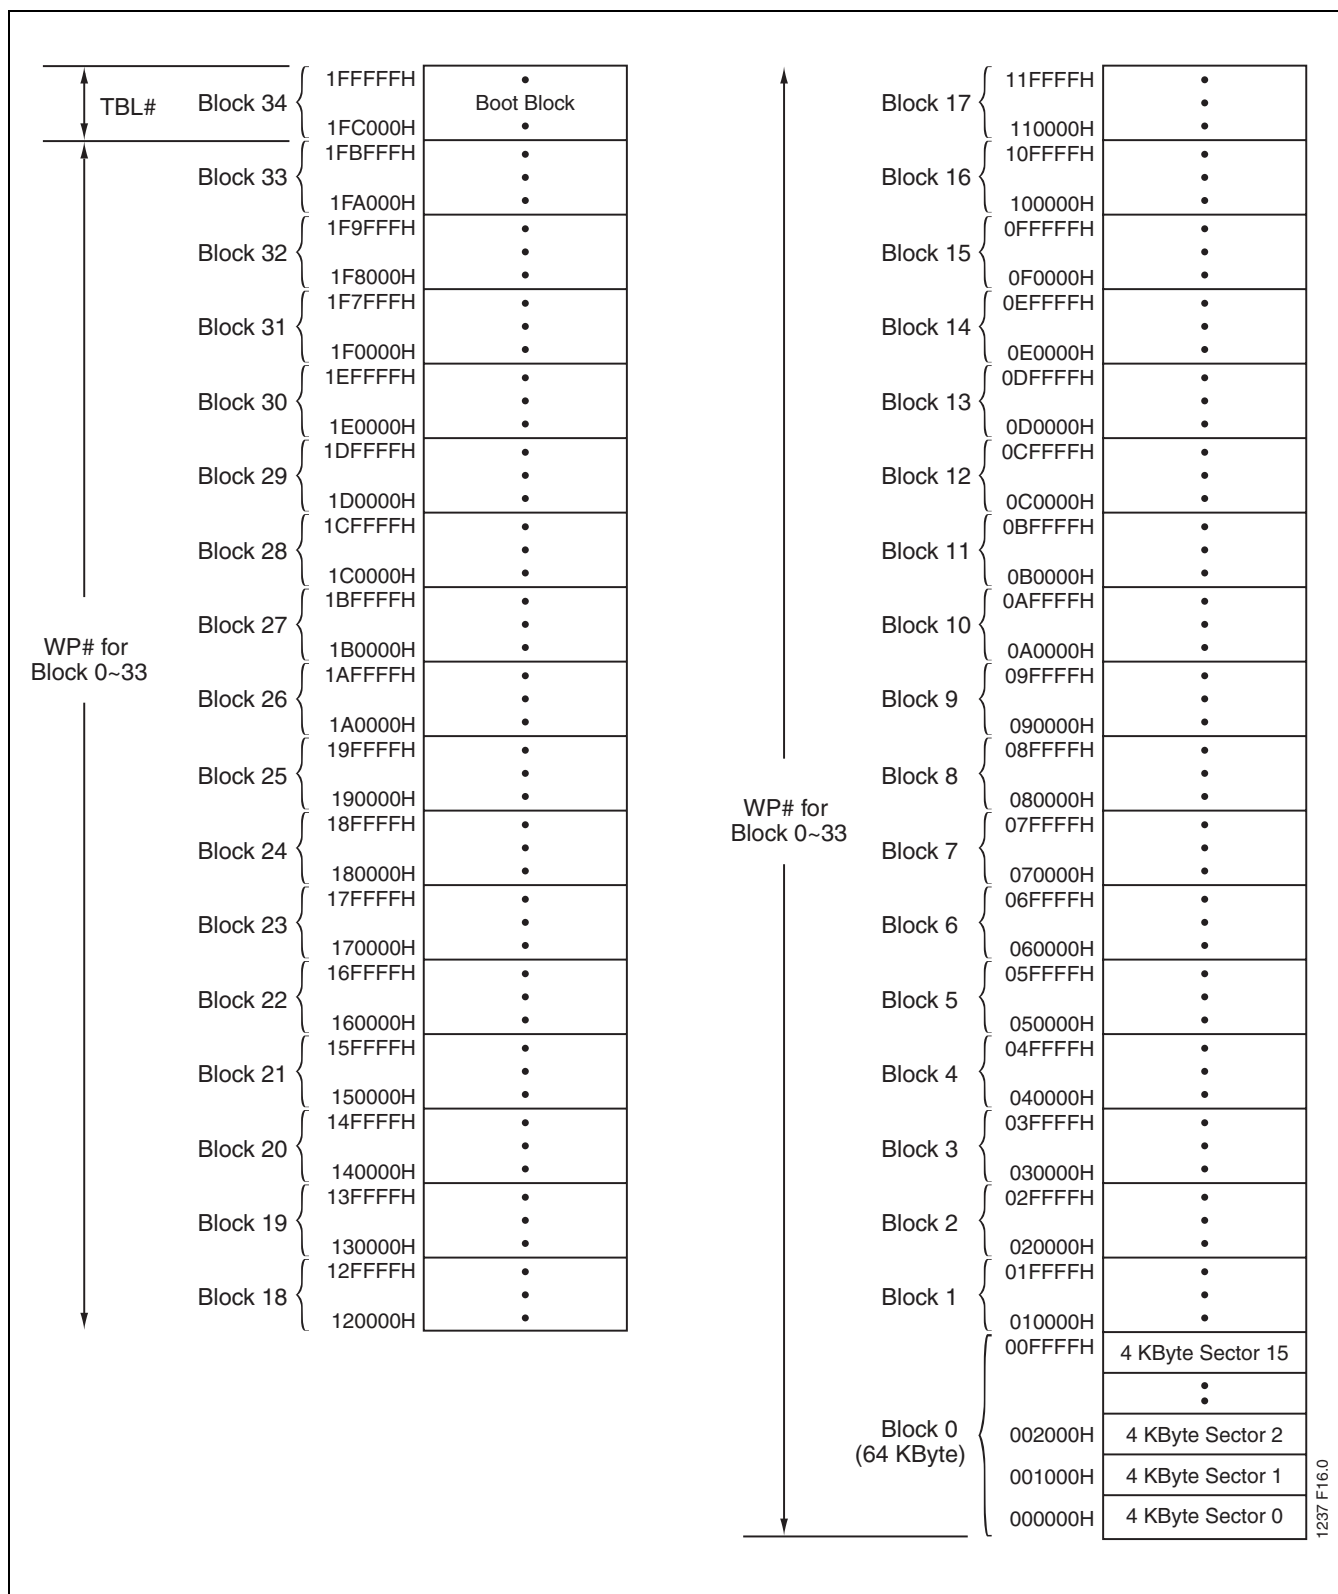 TBL#
WP# for
Block 0~33
Block 34
1FFFFFH
Boot Block
1FC000H
Block 33
1FBFFFH
1FA000H
Block 32
1F9FFFH
1F8000H
Block 31
1F7FFFH
1F0000H
Block 30
1EFFFFH
1E0000H
Block 29
1DFFFFH
1D0000H
Block 28
1CFFFFH
1C0000H
Block 27
1BFFFFH
1B0000H
Block 26
1AFFFFH
1A0000H
Block 25
19FFFFH
190000H
Block 24
18FFFFH
180000H
Block 23
17FFFFH
170000H
Block 22
16FFFFH
160000H
Block 21
15FFFFH
150000H
Block 20
14FFFFH
140000H
Block 19
13FFFFH
130000H
Block 18
12FFFFH
120000H
WP# for
Block 0~33
Block 17
11FFFFH
110000H
Block 16
10FFFFH
100000H
Block 15
0FFFFFH
0F0000H
Block 14
0EFFFFH
0E0000H
Block 13
0DFFFFH
0D0000H
Block 12
0CFFFFH
0C0000H
Block 11
0BFFFFH
0B0000H
Block 10
0AFFFFH
0A0000H
Block 9
09FFFFH
090000H
Block 8
08FFFFH
080000H
Block 7
07FFFFH
070000H
Block 6
06FFFFH
060000H
Block 5
05FFFFH
050000H
Block 4
04FFFFH
040000H
Block 3
03FFFFH
030000H
Block 2
02FFFFH
020000H
Block 1
01FFFFH
010000H
Block 0
(64 KByte)
00FFFFH
4 KByte Sector 15
002000H
4 KByte Sector 2
001000H
4 KByte Sector 1
000000H
4 KByte Sector 0
1237 F16.0